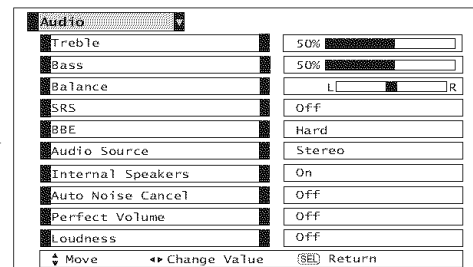 Audio
Treble 50%
Bass 50%
Balance L R
SRS Off
BBE Hard
Audio Source Stereo
Internal Speakers On
Auto Noise Cancel Off
Perfect Volume Off
Loudness Off
Move Change Value SEL Return